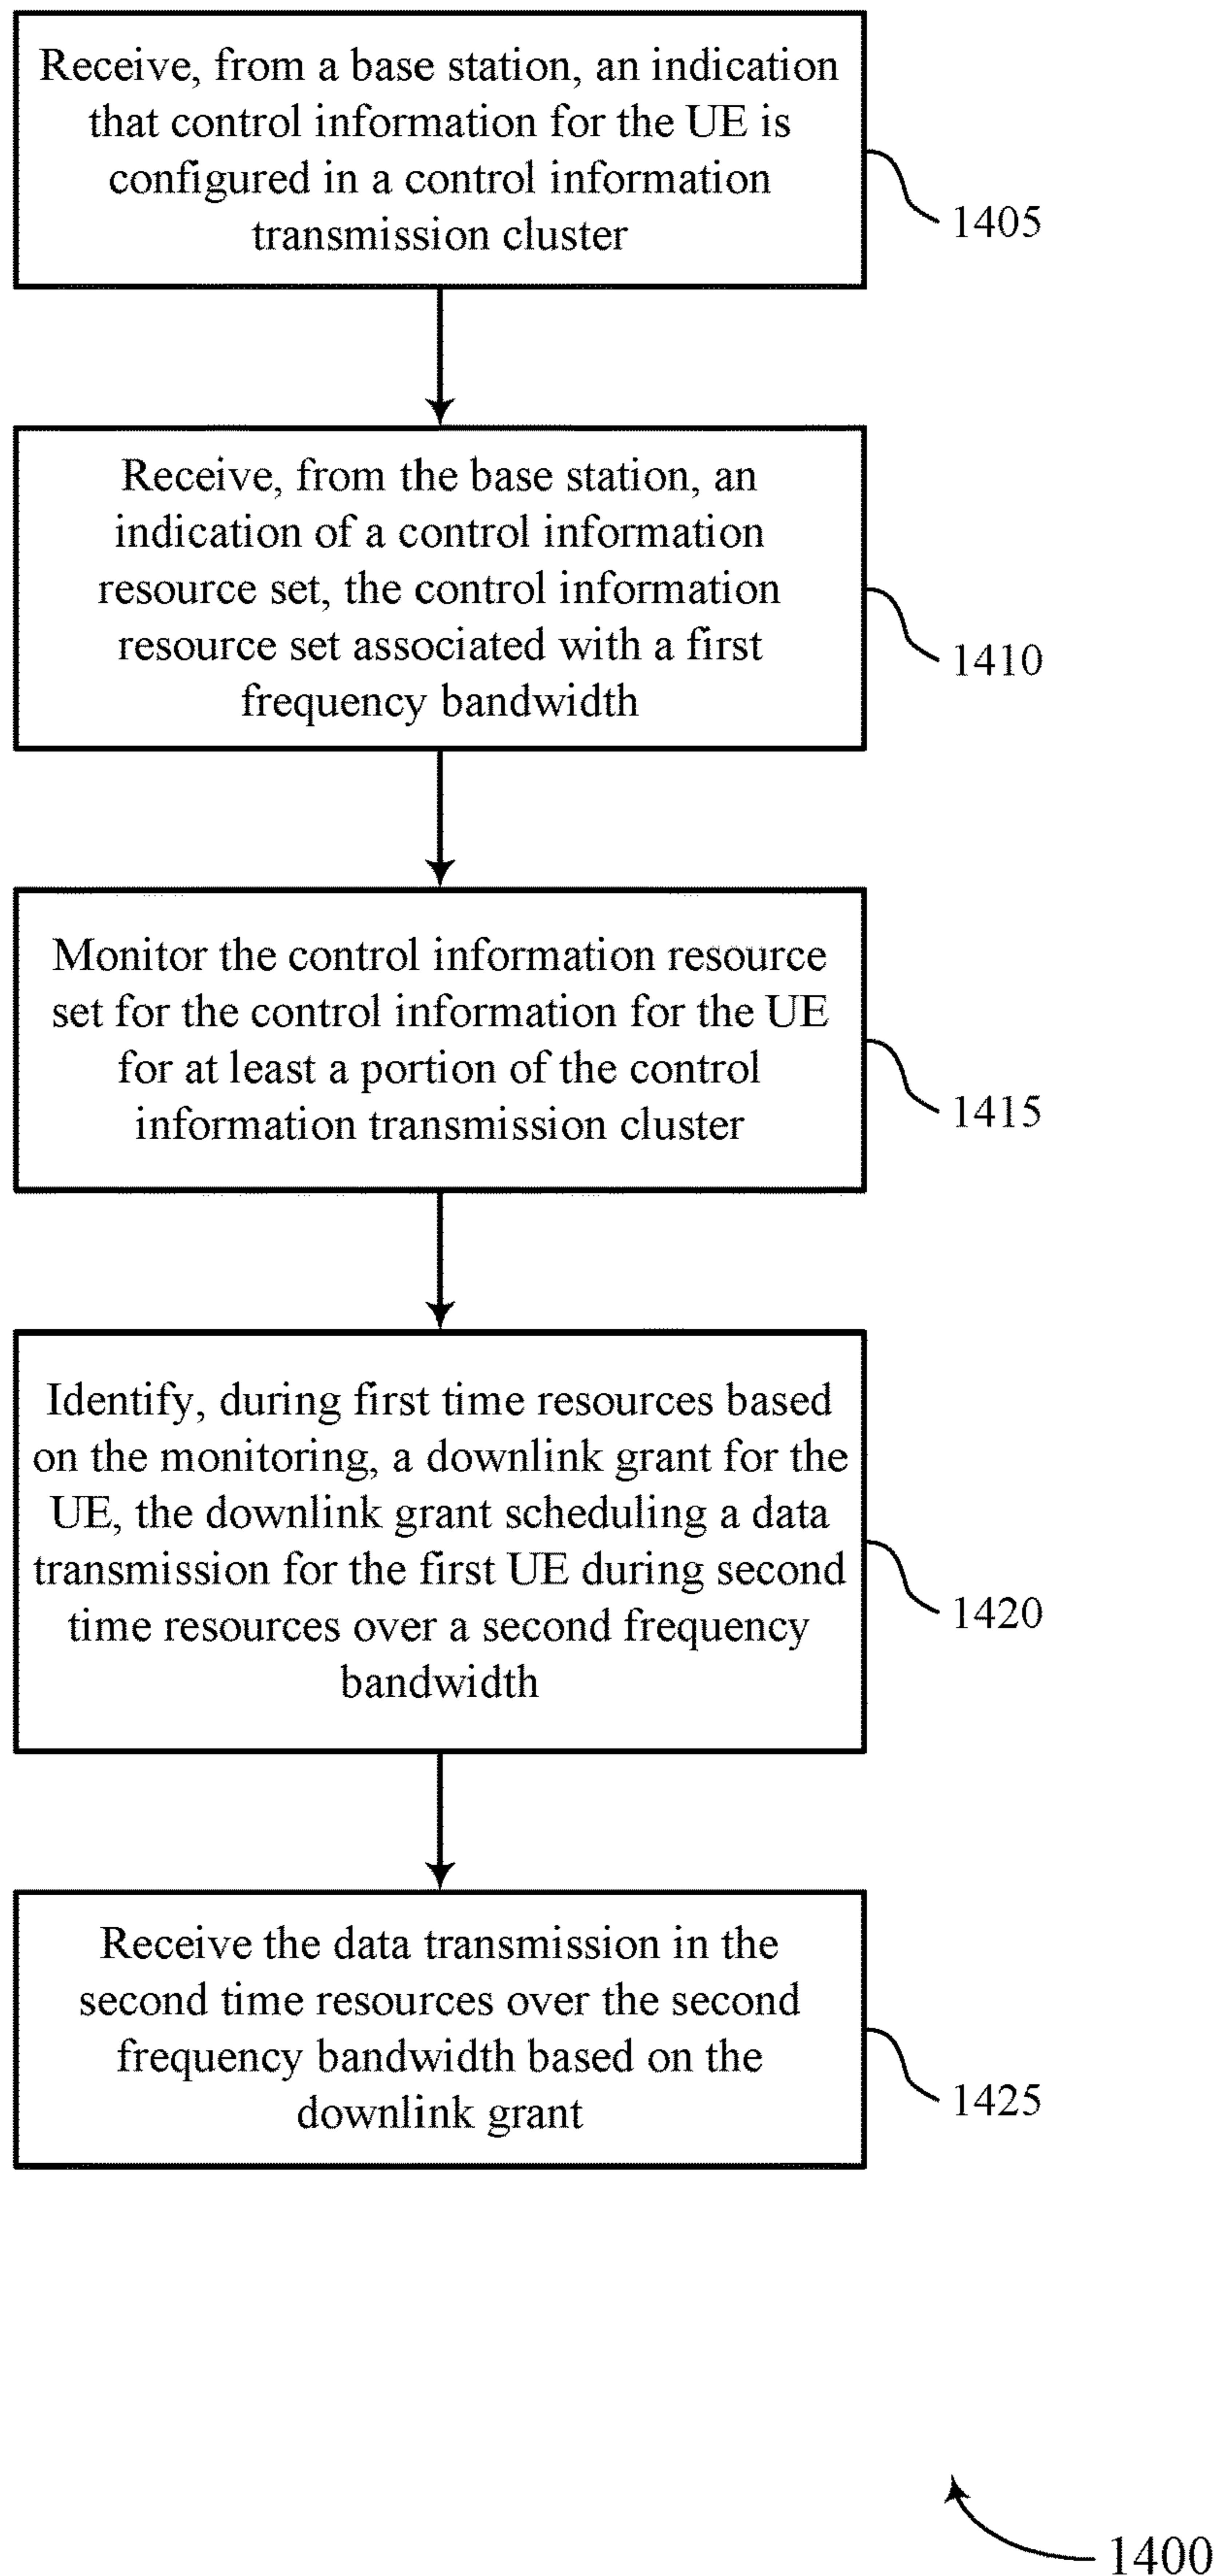 Receive, from a base station, an indication
that control information for the UE is
configured in a control information
transmission cluster
1405
Receive, from the base station, an
indication of a control information
resource set, the control information
resource set associated with a first
frequency bandwidth
1410
Monitor the control information resource
set for the control information for the UE
for at least a portion of the control
information transmission cluster
1415
Identify, during first time resources based
on the monitoring, a downlink grant for the
UE, the downlink grant scheduling a data
transmission for the first UE during second
time resources over a second frequency
bandwidth
1420
Receive the data transmission in the
second time resources over the second
frequency bandwidth based on the
downlink grant
1425
1400